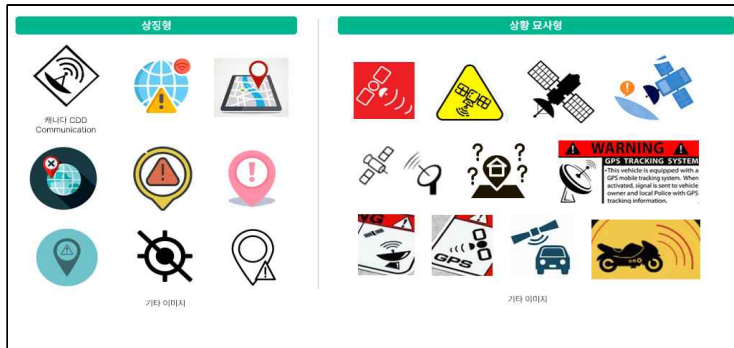 상징형
상황 묘사형
캐나다 CDD
Communication
WARNING
GPS TRACKING SYSTEM
•This vehicle is equipped with a
GPS mobile tracking system. When
activated, signal is sent to vehicle
owner and local Police with GPS
tracking information.
? ? ? ?
NG
GPS
기타 이미지
기타 이미지